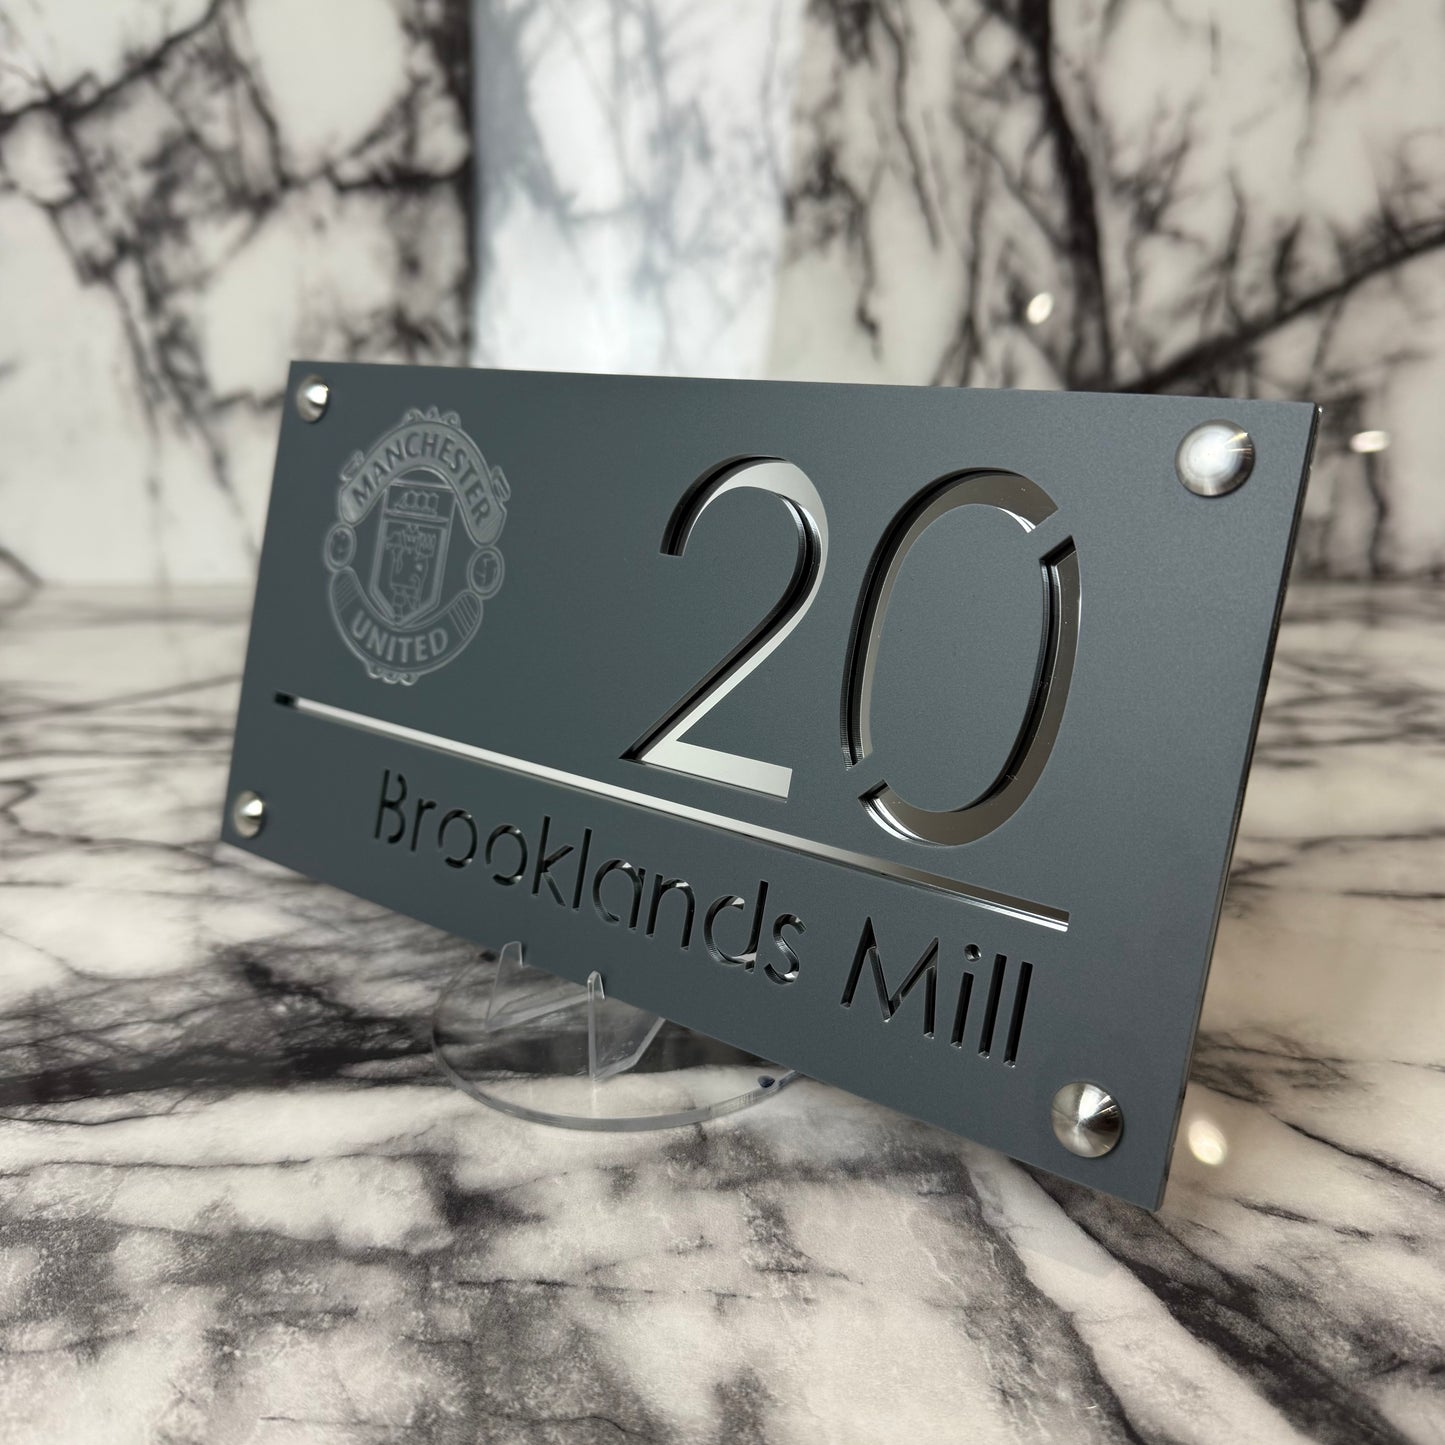 MANCHESTER
UNITED
20
Brooklands Mill